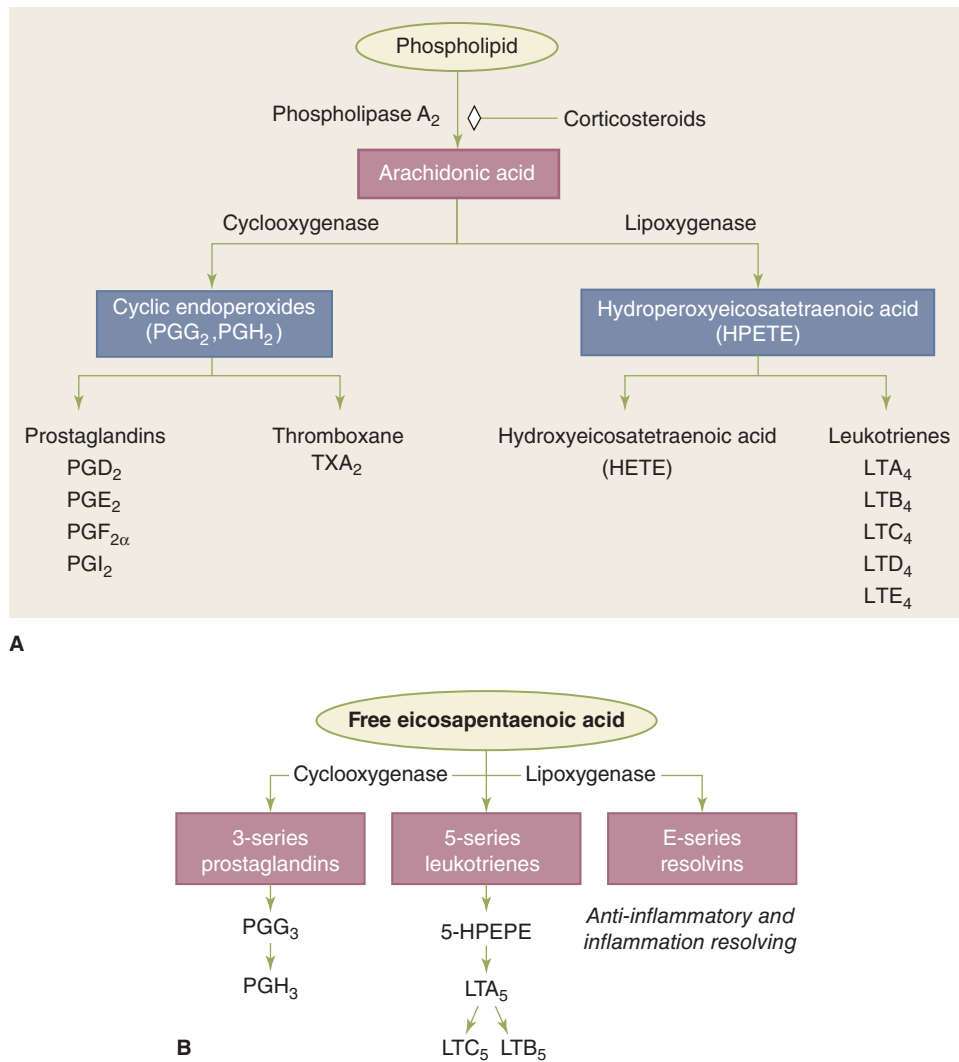 Phospholipid
Phospholipase A₂
Corticosteroids
Arachidonic acid
Cyclooxygenase
Lipoxygenase
Cyclic endoperoxides
(PGG₂,PGH₂)
Hydroperoxyeicosatetraenoic acid
(HPETE)
Prostaglandins
PGD₂
PGE₂
PGF₂α
PGI₂
Thromboxane
TXA₂
Hydroxyeicosatetraenoic acid
(HETE)
Leukotrienes
LTA₄
LTB₄
LTC₄
LTD₄
LTE₄
A
Free eicosapentaenoic acid
Cyclooxygenase
Lipoxygenase
3-series
prostaglandins
PGG₃
PGH₃
5-series
leukotrienes
5-HPEPE
LTA₅
LTC₅ LTB₅
E-series
resolvins
Anti-inflammatory and
inflammation resolving
B